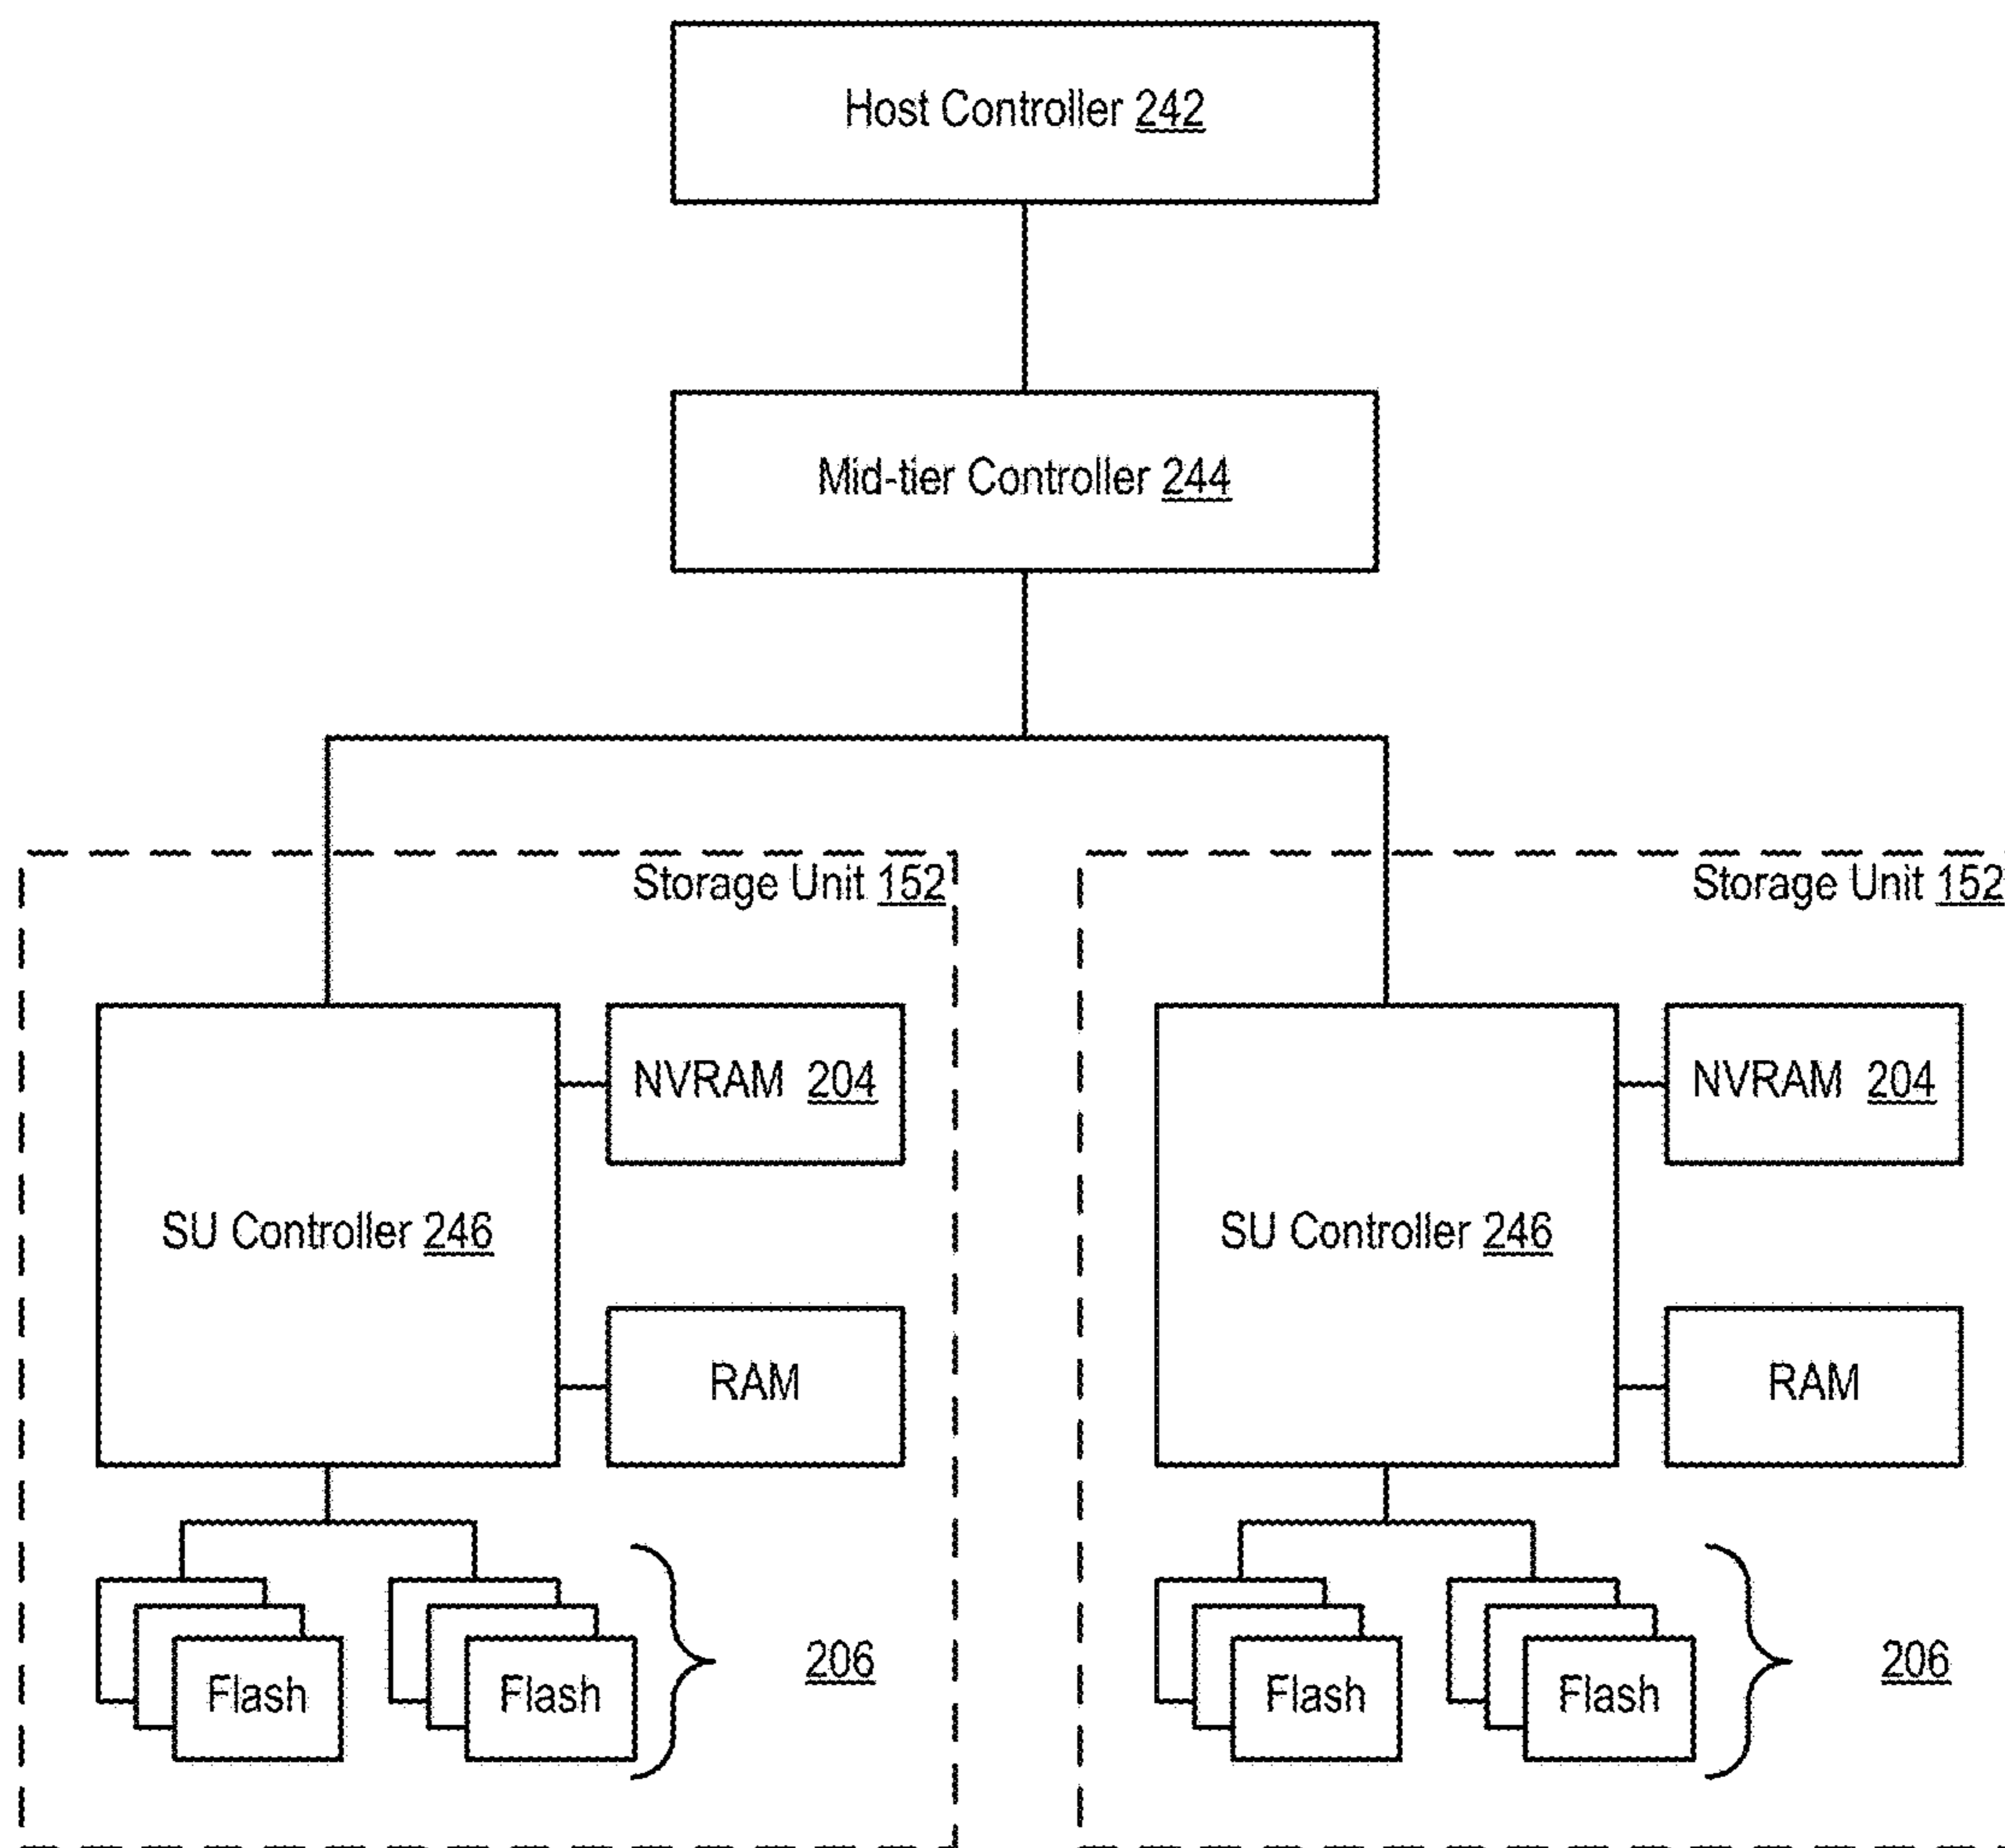 Host Controller 242
Mid-tier Controller 244
Storage Unit 152
SU Controller 246
NVRAM 204
RAM
Flash
Flash
206
Storage Unit 152
SU Controller 246
NVRAM 204
RAM
Flash
Flash
206